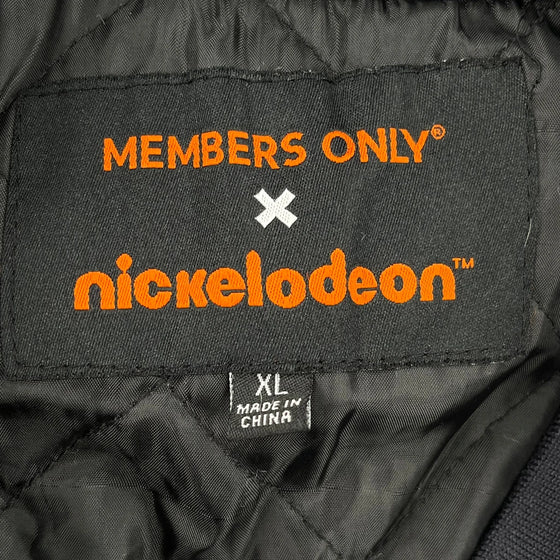 MEMBERS ONLY®
×
nickelodeon™
XL
MADE IN
CHINA